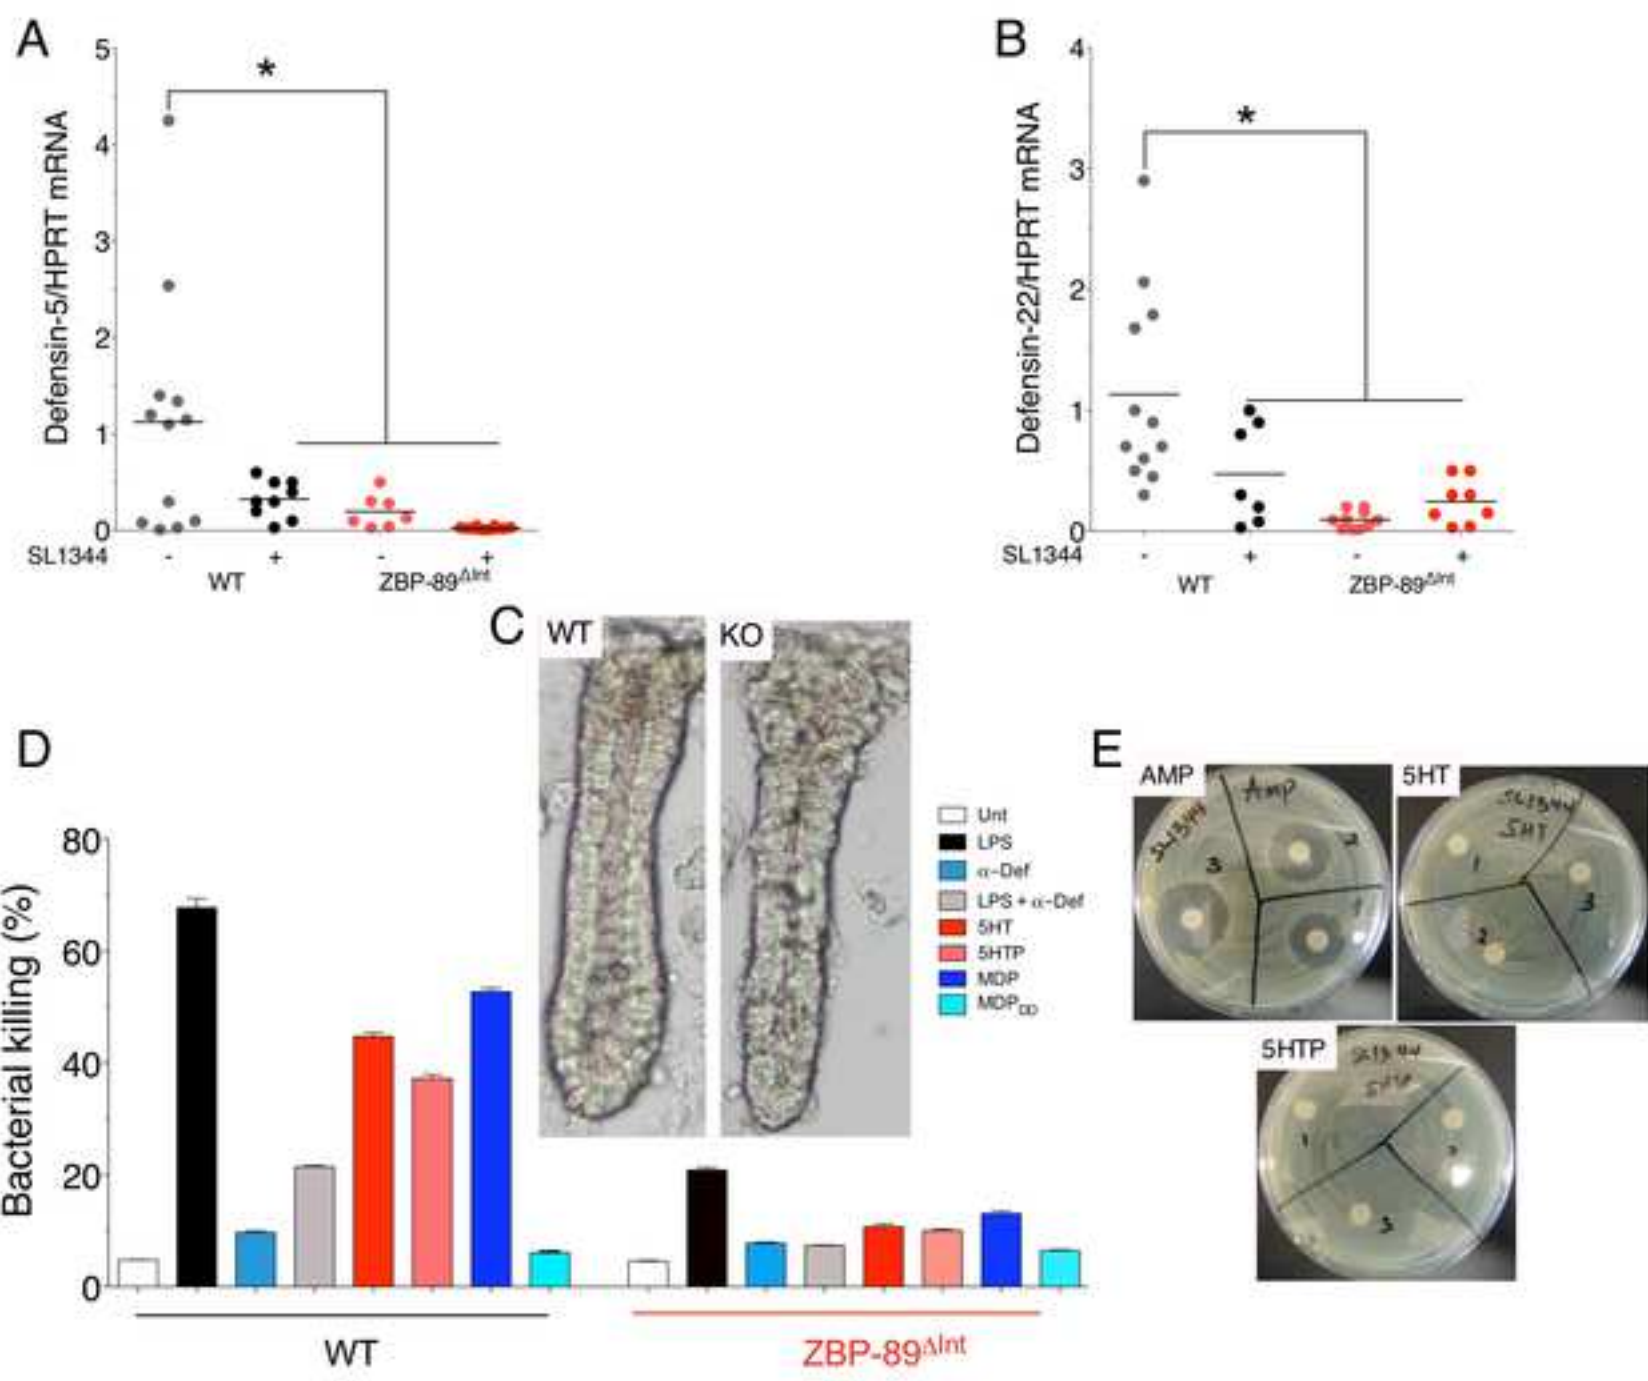 A
Defensin-5/HPRT mRNA
5
4
3
2
1
0
*
SL1344 - + - +
WT ZBP-89ΔInt
B
Defensin-22/HPRT mRNA
4
3
2
1
0
*
SL1344 - + - +
WT ZBP-89ΔInt
C
WT
KO
D
Bacterial killing (%)
80
60
40
20
0
WT
ZBP-89ΔInt
Unt
LPS
α-Def
LPS + α-Def
5HT
5HTP
MDP
MDPDD
E
AMP
Amp
SL1344
3
2
1
5HT
SL1344
5HT
1
3
2
5HTP
SL1344
5HTP
1
3